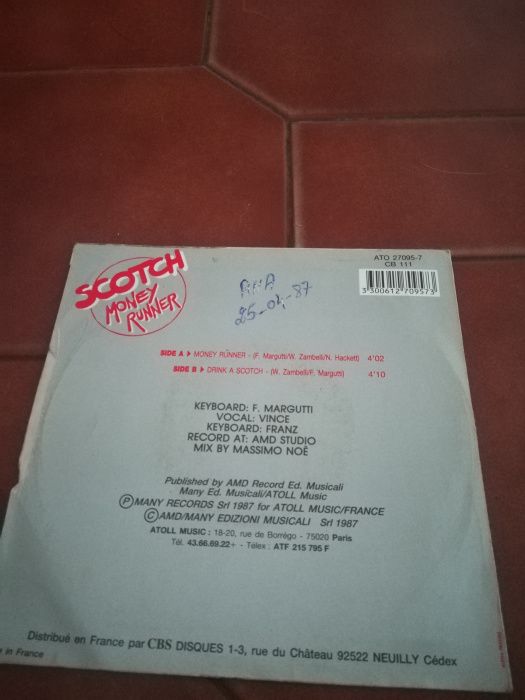 SCOTCH
MONEY
RUNNER
ATO 27095-7
CB 111
3 300612 709573
25-04-87
SIDE A ▶ MONEY RUNNER - (F. Margutti/W. Zambelli/N. Hackett) 4'02
SIDE B ▶ DRINK A SCOTCH - (W. Zambelli/F. Margutti) 4'10
KEYBOARD: F. MARGUTTI
VOCAL: VINCE
KEYBOARD: FRANZ
RECORD AT: AMD STUDIO
MIX BY MASSIMO NOË
Published by AMD Record Ed. Musicali
Many Ed. Musicali/ATOLL Music
Ⓟ MANY RECORDS Srl 1987 for ATOLL MUSIC/FRANCE
© AMD/MANY EDIZIONI MUSICALI Srl 1987
ATOLL MUSIC : 18-20, rue de Borrégo - 75020 Paris
Tél. 43.66.69.22+ - Télex : ATF 215 795 F
Distribué en France par CBS DISQUES 1-3, rue du Château 92522 NEUILLY Cédex
in France